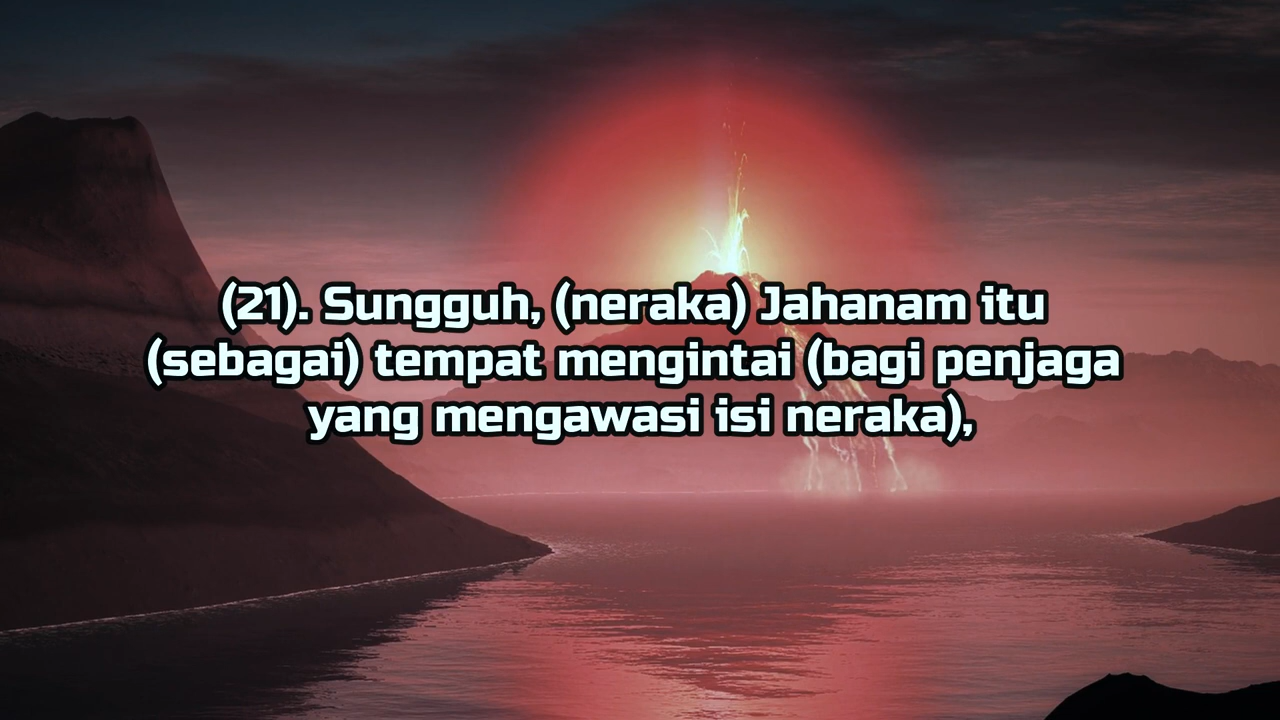 (21). Sungguh, (neraka) Jahanam itu
(sebagai) tempat mengintai (bagi penjaga
yang mengawasi isi neraka),